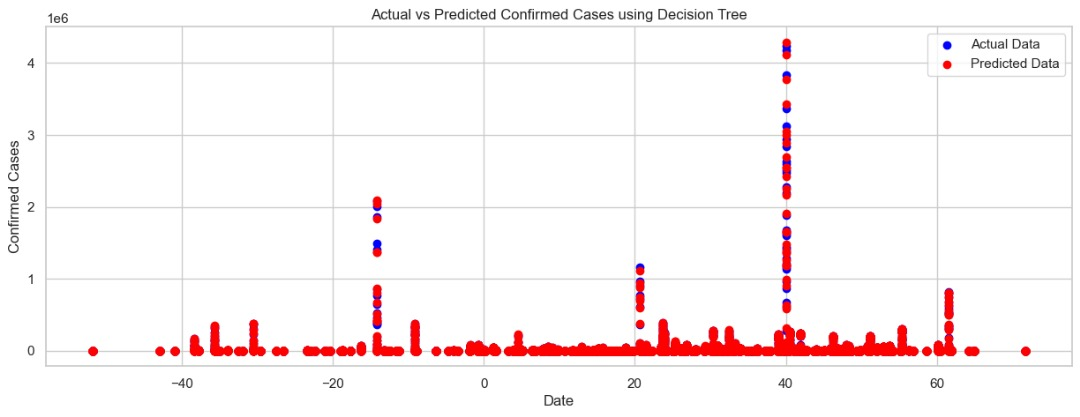 Actual vs Predicted Confirmed Cases using Decision Tree
1e6
Actual Data
Predicted Data
4
3
2
1
0
Confirmed Cases
−40
−20
0
20
40
60
Date